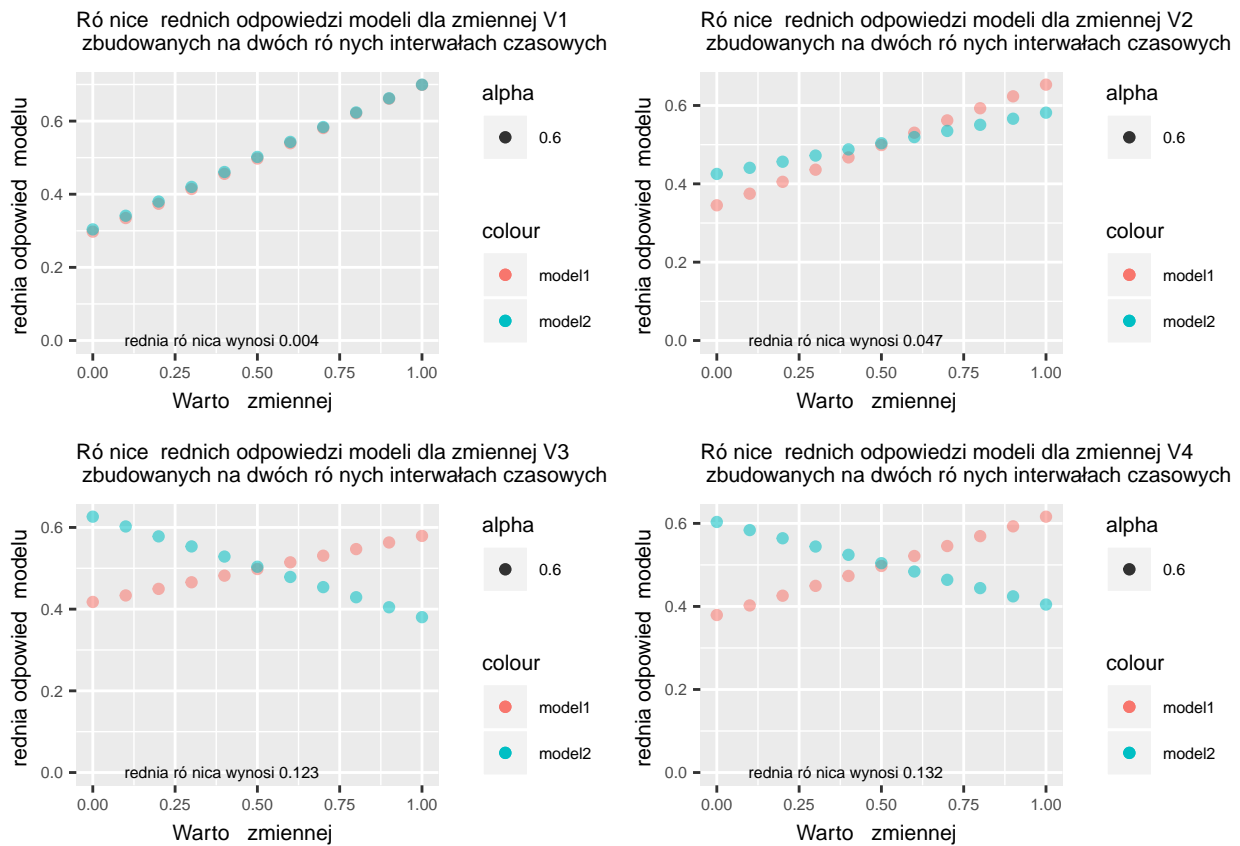 Ró nice  rednich odpowiedzi modeli dla zmiennej V1
zbudowanych na dwóch ró nych interwałach czasowych
rednia odpowied  modelu
0.6
0.4
0.2
0.0
rednia ró nica wynosi 0.004
0.00 0.25 0.50 0.75 1.00
Warto   zmiennej
alpha
0.6
colour
model1
model2
Ró nice  rednich odpowiedzi modeli dla zmiennej V2
zbudowanych na dwóch ró nych interwałach czasowych
rednia odpowied  modelu
0.6
0.4
0.2
0.0
rednia ró nica wynosi 0.047
0.00 0.25 0.50 0.75 1.00
Warto   zmiennej
alpha
0.6
colour
model1
model2
Ró nice  rednich odpowiedzi modeli dla zmiennej V3
zbudowanych na dwóch ró nych interwałach czasowych
rednia odpowied  modelu
0.6
0.4
0.2
0.0
rednia ró nica wynosi 0.123
0.00 0.25 0.50 0.75 1.00
Warto   zmiennej
alpha
0.6
colour
model1
model2
Ró nice  rednich odpowiedzi modeli dla zmiennej V4
zbudowanych na dwóch ró nych interwałach czasowych
rednia odpowied  modelu
0.6
0.4
0.2
0.0
rednia ró nica wynosi 0.132
0.00 0.25 0.50 0.75 1.00
Warto   zmiennej
alpha
0.6
colour
model1
model2